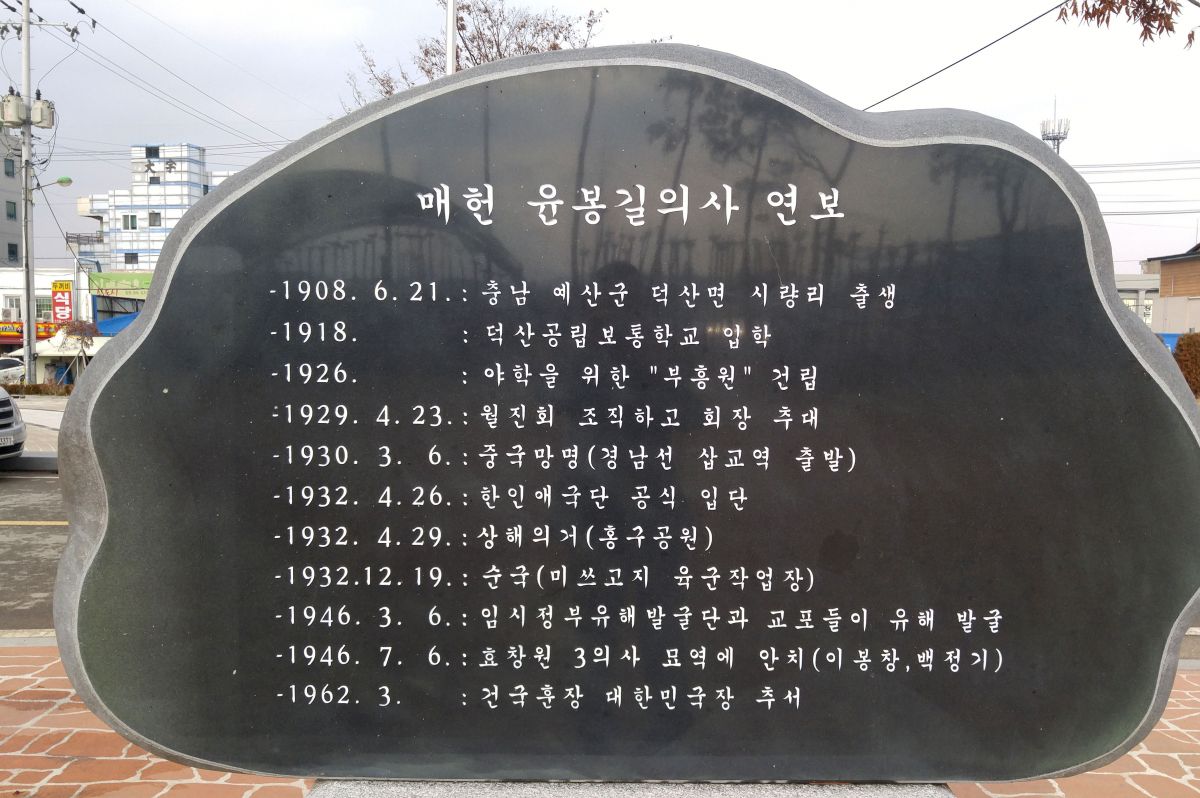 매헌 윤봉길의사 연보
-1908. 6. 21. : 충남 예산군 덕산면 시량리 출생
-1918. : 덕산공립보통학교 입학
-1926. : 야학을 위한 "부흥원" 건립
-1929. 4. 23. : 월진회 조직하고 회장 추대
-1930. 3. 6. : 중국망명(경남선 삽교역 출발)
-1932. 4. 26. : 한인애국단 공식 입단
-1932. 4. 29. : 상해의거(홍구공원)
-1932.12. 19. : 순국(미쓰고지 육군작업장)
-1946. 3. 6. : 임시정부유해발굴단과 교포들이 유해 발굴
-1946. 7. 6. : 효창원 3의사 묘역에 안치(이봉창,백정기)
-1962. 3. : 건국훈장 대한민국장 추서
식당